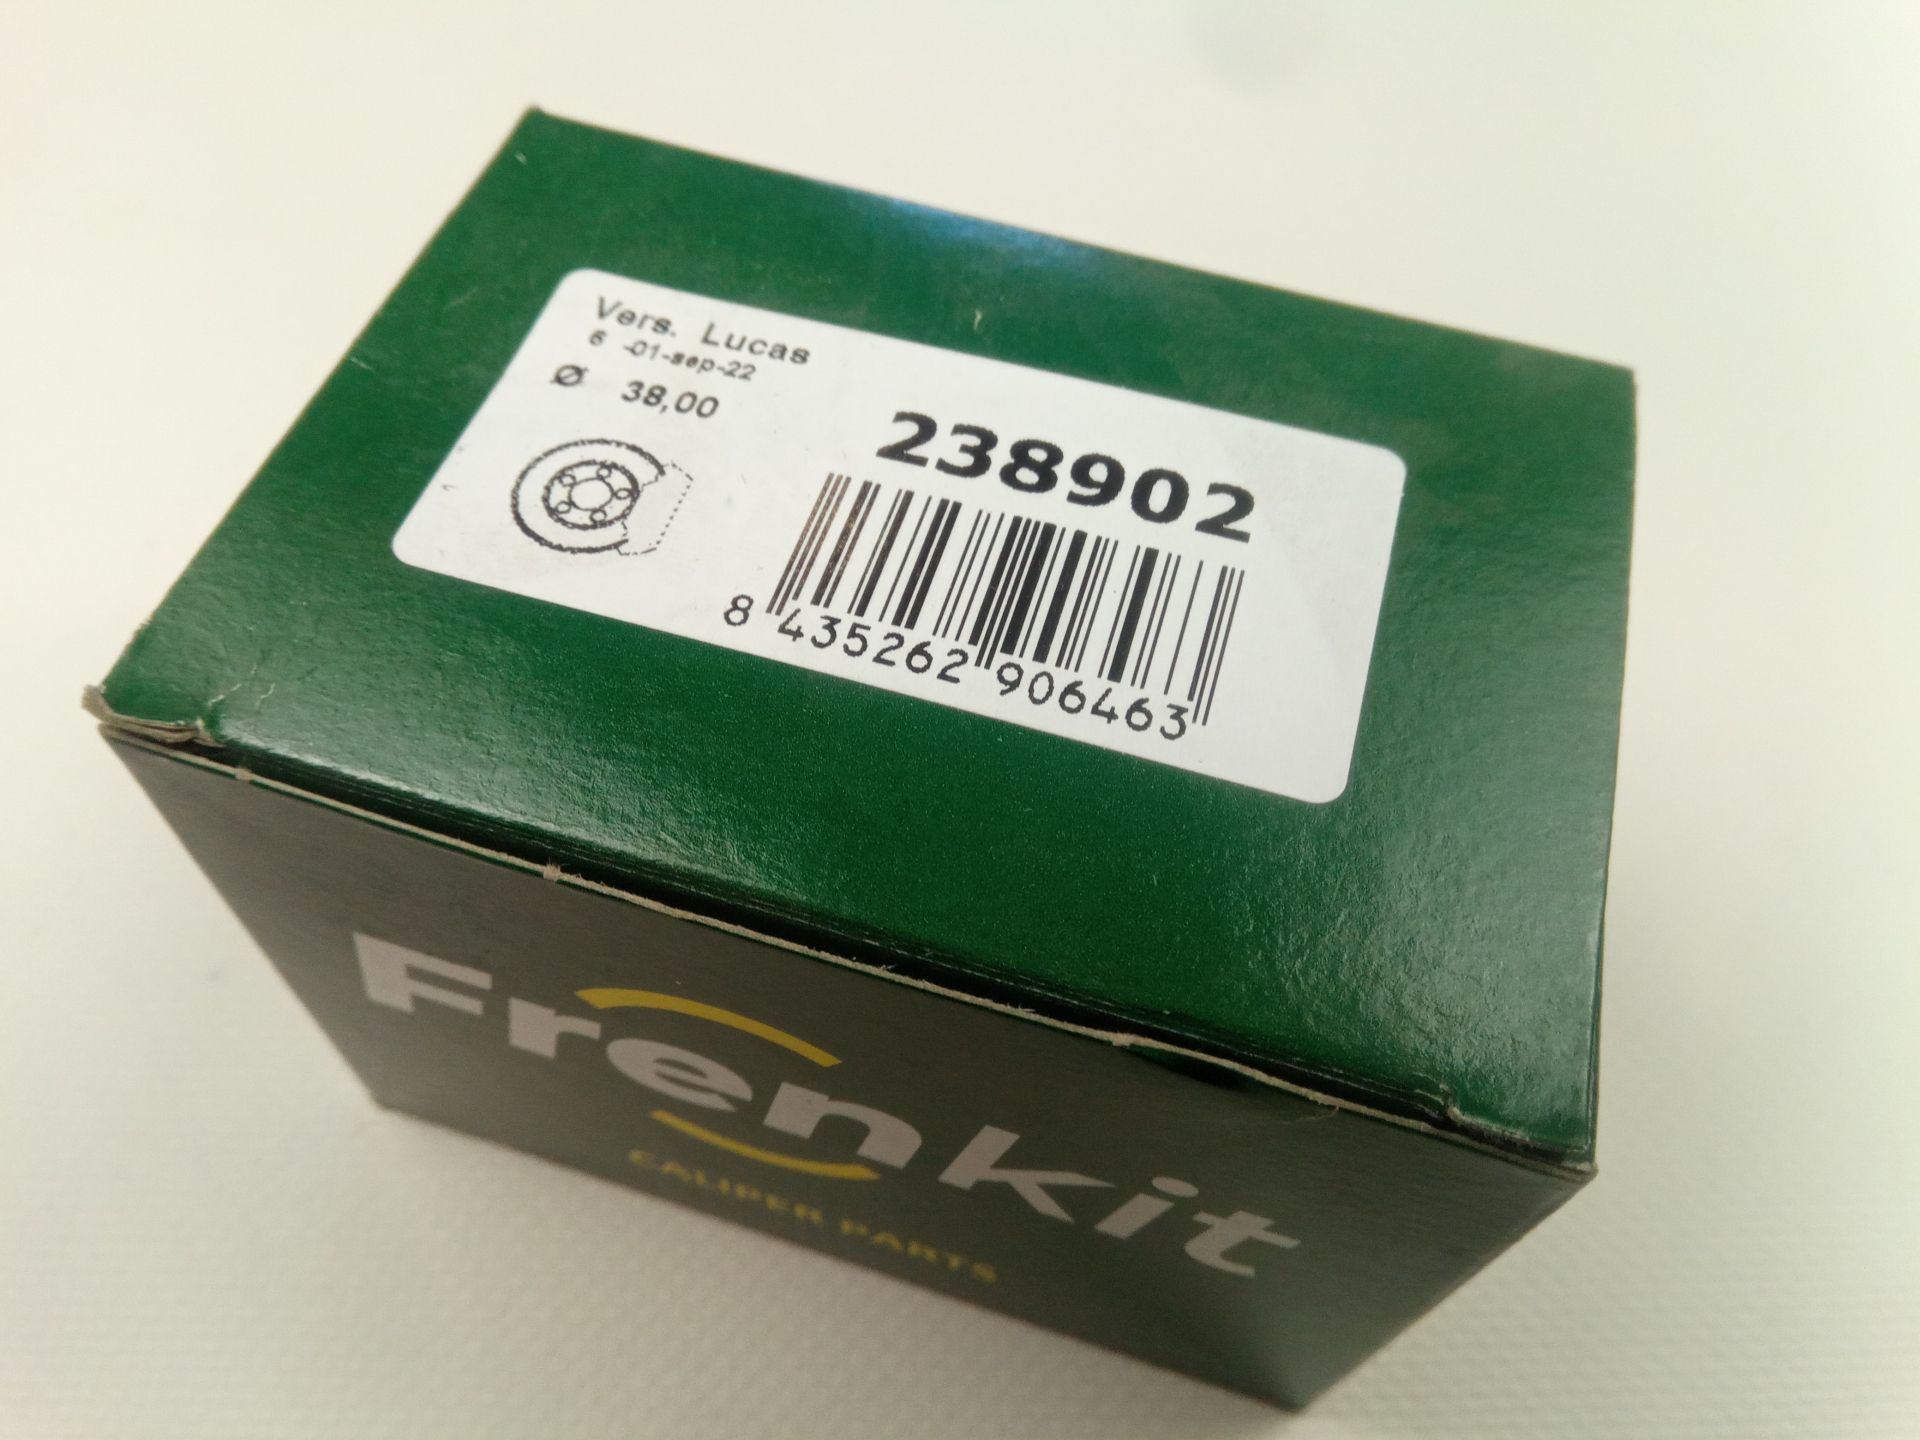 Vers. Lucas
6 -01-sep-22
Ø 38,00
238902
8 435262 906463
Frenkit
CALIPER PARTS